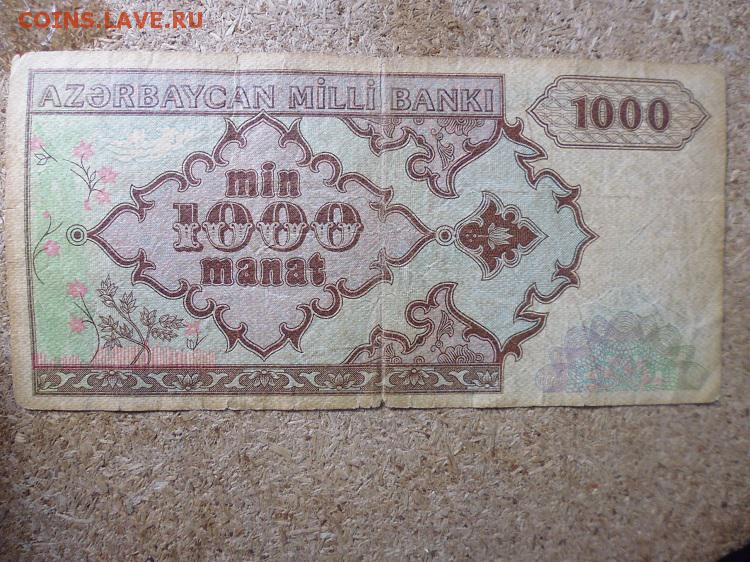 COINS.LAVE.RU
AZƏRBAYCAN MİLLİ BANKI
1000
min
1000
manat